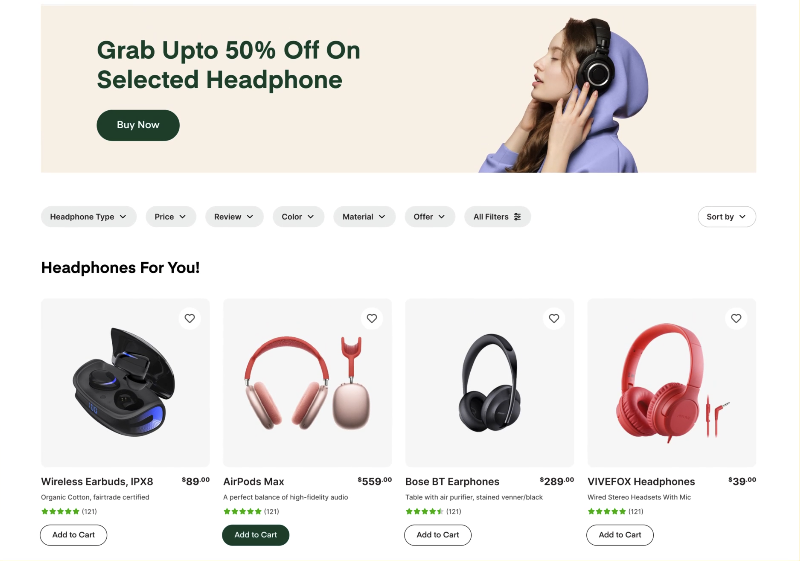 Grab Upto 50% Off On
Selected Headphone
Buy Now
Headphone Type
Price
Review
Color
Material
Offer
All Filters
Sort by
Headphones For You!
Wireless Earbuds, IPX8 $89.00
Organic Cotton, fairtrade certified
(121)
Add to Cart
AirPods Max $559.00
A perfect balance of high-fidelity audio
(121)
Add to Cart
Bose BT Earphones $289.00
Table with air purifier, stained venner/black
(121)
Add to Cart
VIVEFOX Headphones $39.00
Wired Stereo Headsets With Mic
(121)
Add to Cart